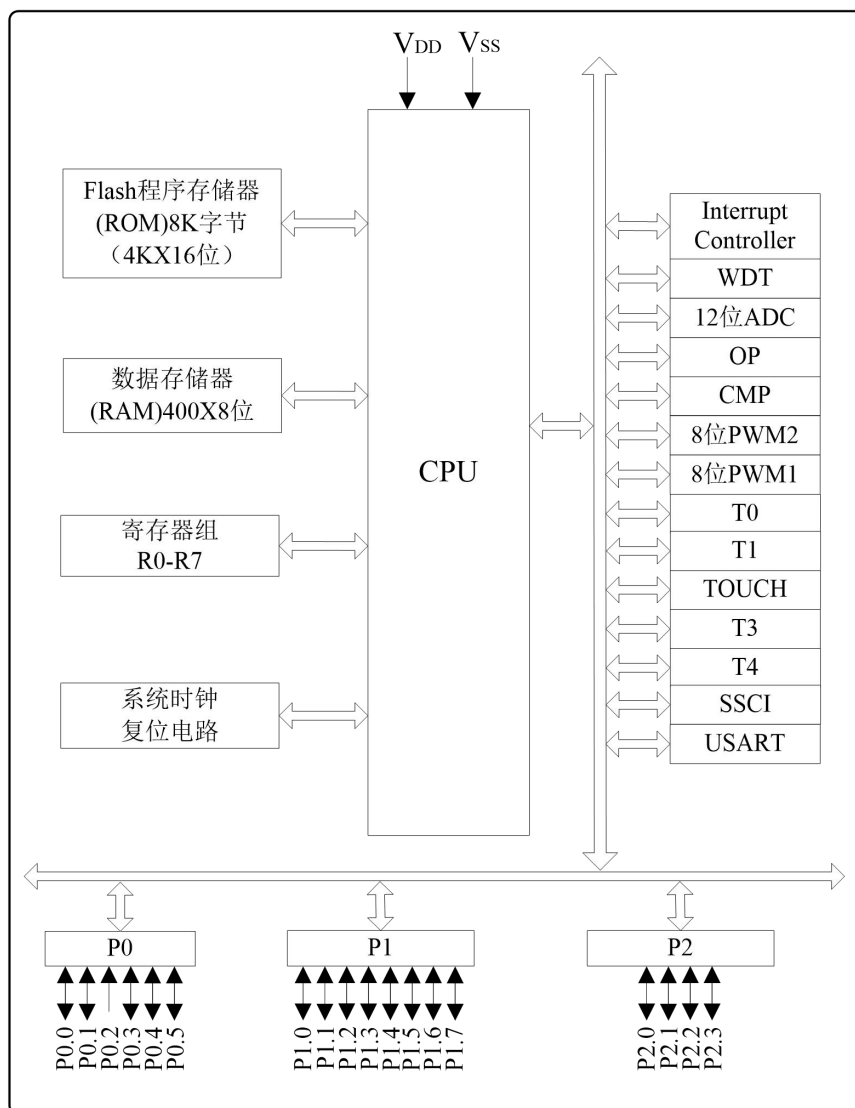 VDD VSS
Flash程序存储器
(ROM)8K字节
（4KX16位）
数据存储器
(RAM)400X8位
寄存器组
R0-R7
系统时钟
复位电路
CPU
Interrupt
Controller
WDT
12位ADC
OP
CMP
8位PWM2
8位PWM1
T0
T1
TOUCH
T3
T4
SSCI
USART
P0
P1
P2
P0.0
P0.1
P0.2
P0.3
P0.4
P0.5
P1.0
P1.1
P1.2
P1.3
P1.4
P1.5
P1.6
P1.7
P2.0
P2.1
P2.2
P2.3